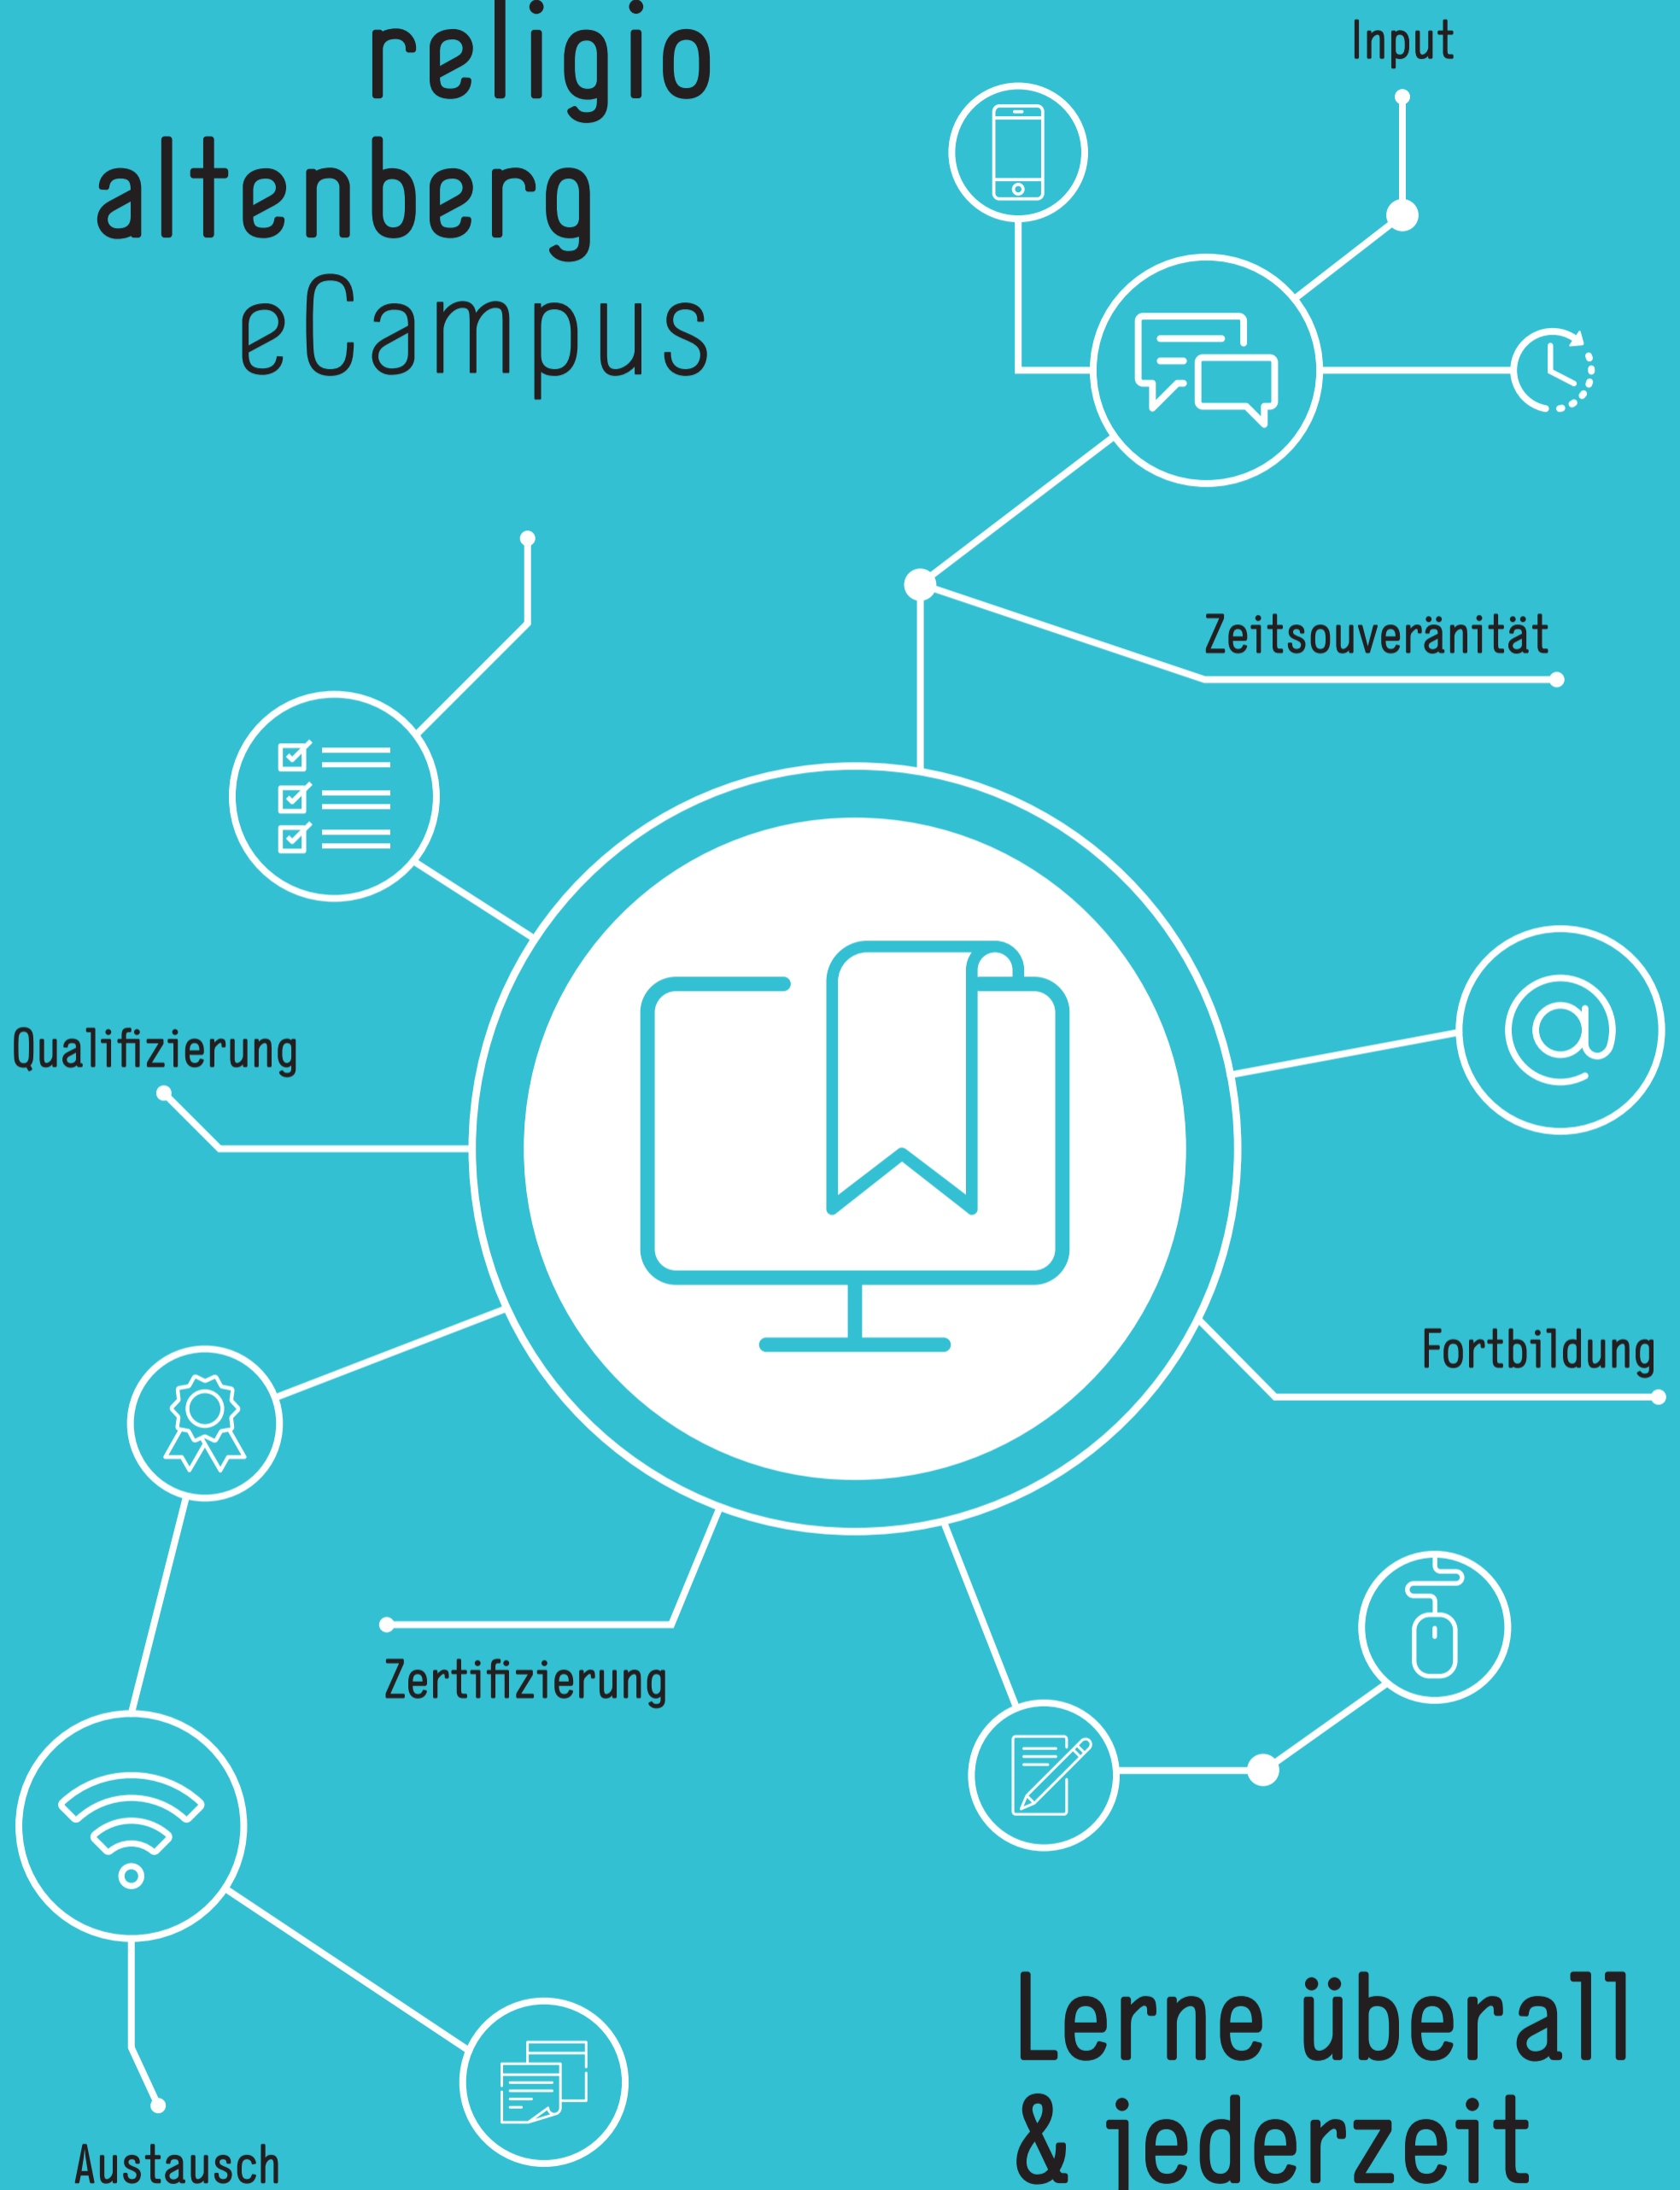 religio
altenberg
eCampus
Input
Zeitsouveränität
Qualifizierung
Fortbildung
Zertifizierung
Austausch
Lerne überall
& jederzeit